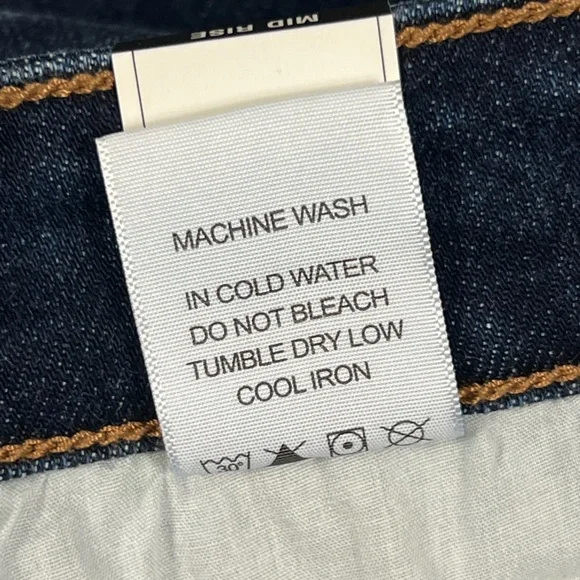 MID RISE
MACHINE WASH
IN COLD WATER
DO NOT BLEACH
TUMBLE DRY LOW
COOL IRON
30°